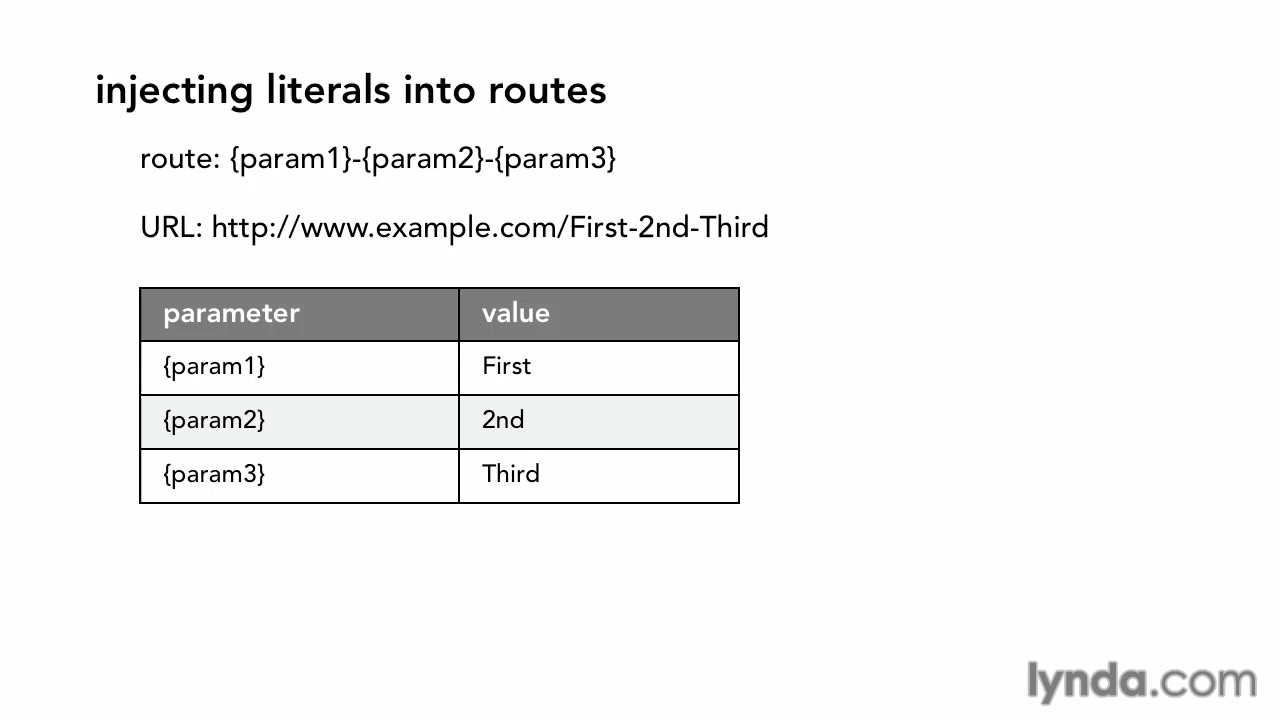 injecting literals into routes
route: {param1}-{param2}-{param3}
URL: http://www.example.com/First-2nd-Third
parameter value
{param1} First
{param2} 2nd
{param3} Third
lynda.com